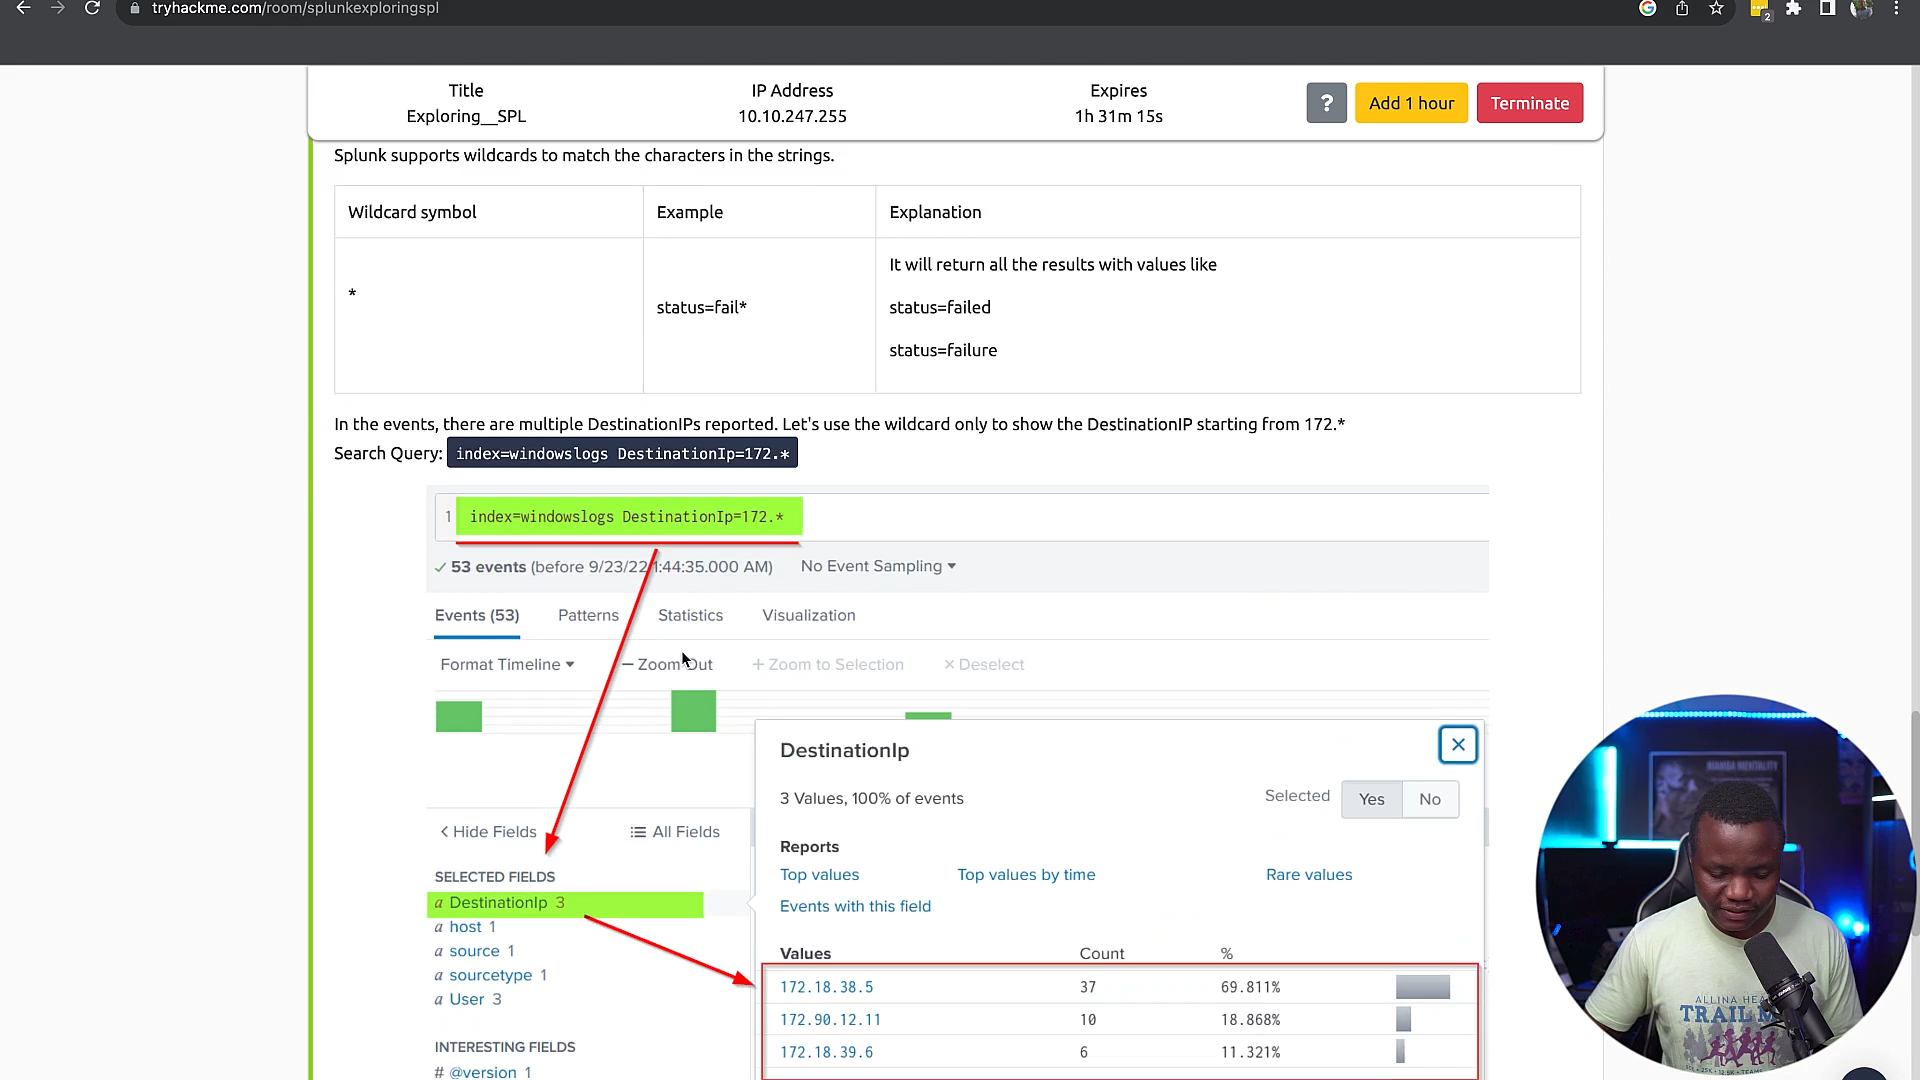 tryhackme.com/room/splunkexploringspl
2
Title
Exploring__SPL
IP Address
10.10.247.255
Expires
1h 31m 15s
?
Add 1 hour
Terminate
Splunk supports wildcards to match the characters in the strings.
Wildcard symbol
Example
Explanation
*
status=fail*
It will return all the results with values like
status=failed
status=failure
In the events, there are multiple DestinationIPs reported. Let's use the wildcard only to show the DestinationIP starting from 172.*
Search Query: index=windowslogs DestinationIp=172.*
1 index=windowslogs DestinationIp=172.*
✓ 53 events (before 9/23/22 1:44:35.000 AM) No Event Sampling
Events (53) Patterns Statistics Visualization
Format Timeline — Zoom Out + Zoom to Selection × Deselect
DestinationIp
3 Values, 100% of events
Selected Yes No
< Hide Fields All Fields
Reports
Top values Top values by time Rare values
Events with this field
SELECTED FIELDS
a DestinationIp 3
a host 1
a source 1
a sourcetype 1
a User 3
INTERESTING FIELDS
# @version 1
Values Count %
172.18.38.5 37 69.811%
172.90.12.11 10 18.868%
172.18.39.6 6 11.321%
MAMBA MENTALITY
ALLINA HEA
TRAIL M